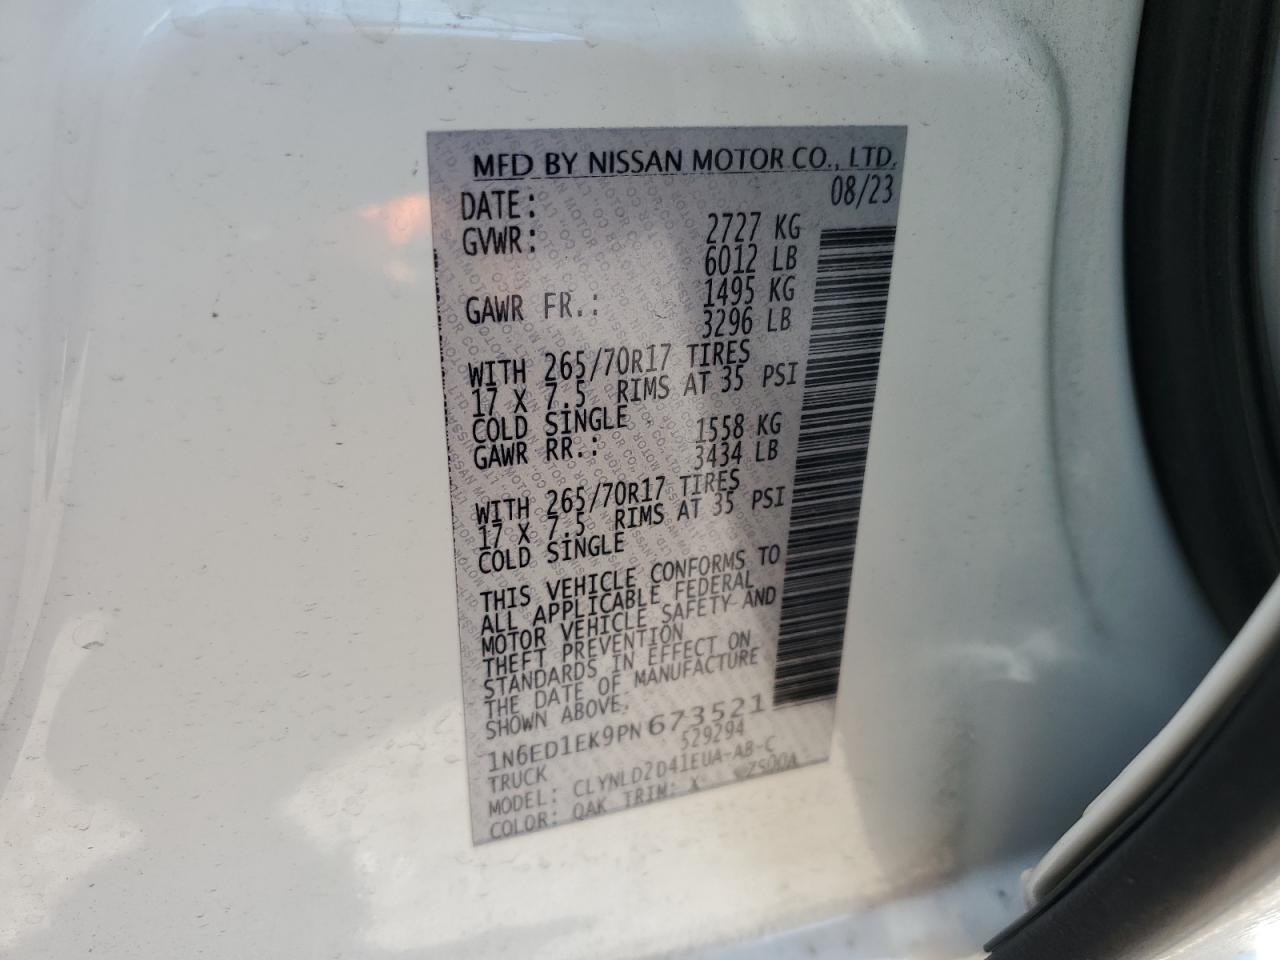 MFD BY NISSAN MOTOR CO., LTD.
DATE: 08/23
GVWR: 2727 KG
6012 LB
GAWR FR.: 1495 KG
3296 LB
WITH 265/70R17 TIRES
17 X 7.5 RIMS AT 35 PSI
COLD SINGLE
GAWR RR.: 1558 KG
3434 LB
WITH 265/70R17 TIRES
17 X 7.5 RIMS AT 35 PSI
COLD SINGLE
THIS VEHICLE CONFORMS TO
ALL APPLICABLE FEDERAL
MOTOR VEHICLE SAFETY AND
THEFT PREVENTION
STANDARDS IN EFFECT ON
THE DATE OF MANUFACTURE
SHOWN ABOVE.
1N6ED1EK9PN673521
TRUCK 529294
MODEL: CLYNLD2D41EUA-AB-C
COLOR: QAK TRIM: X